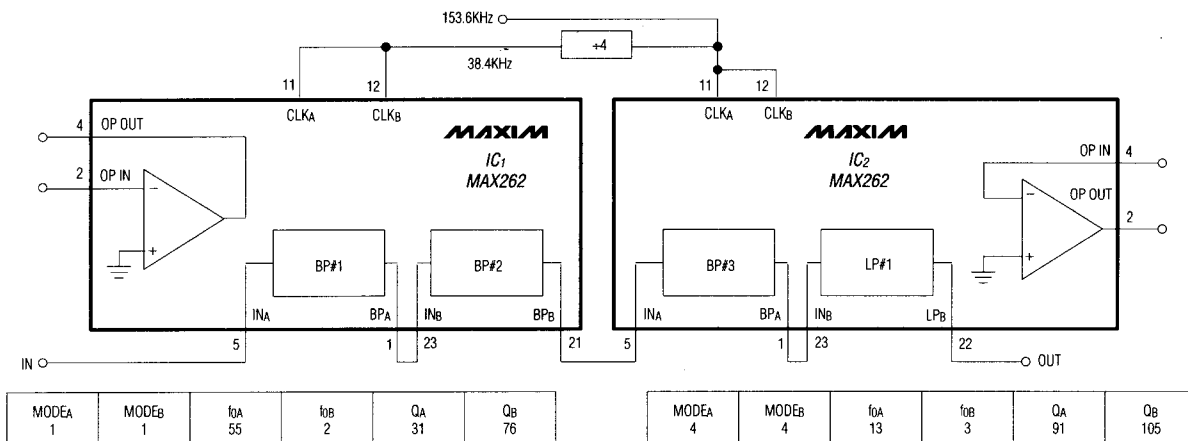 153.6KHz
÷4
38.4KHz
11 12 11 12
CLKA CLKB CLKA CLKB
4 OP OUT
MAXIM
IC1
MAX262
2 OP IN
MAXIM
IC2
MAX262
OP IN 4
OP OUT
2
−
+
−
+
BP#1 BP#2 BP#3 LP#1
INA BPA INB BPB INA BPA INB LPB
5 1 23 21 5 1 23 22
IN OUT
MODEA MODEB f0A f0B QA QB
1 1 55 2 31 76
MODEA MODEB f0A f0B QA QB
4 4 13 3 91 105